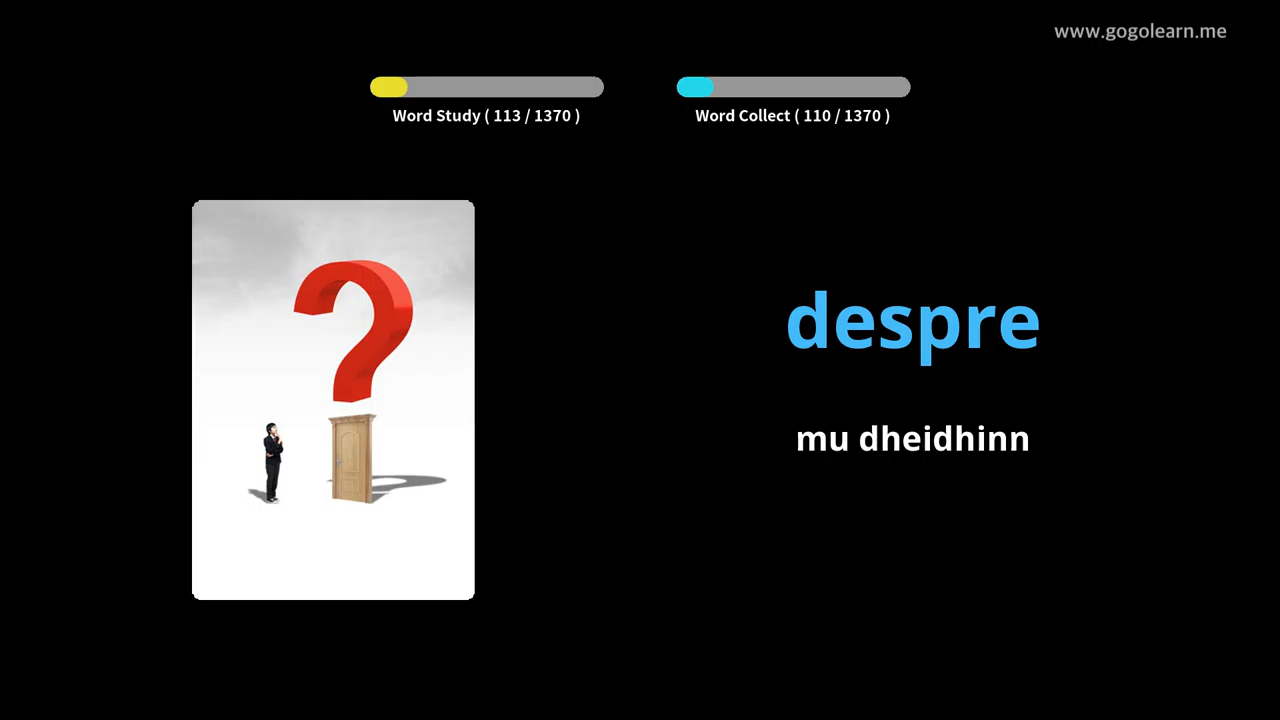 www.gogolearn.me
Word Study ( 113 / 1370 )
Word Collect ( 110 / 1370 )
despre
mu dheidhinn